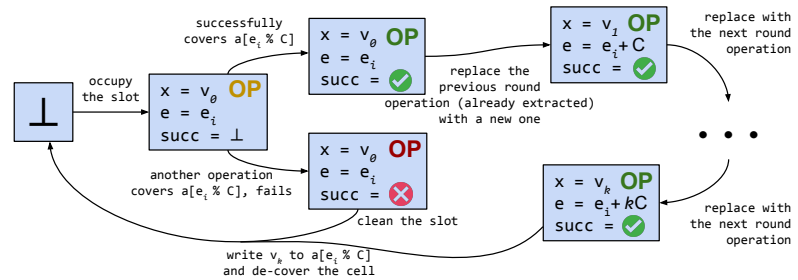 successfully
covers a[eᵢ % C]
x = v₀ OP
e = eᵢ
succ =
x = v₁ OP
e = eᵢ+ C
succ =
replace with
the next round
operation
occupy
the slot
⊥
x = v₀ OP
e = eᵢ
succ = ⊥
replace the
previous round
operation (already extracted)
with a new one
• • •
another operation
covers a[eᵢ % C], fails
x = v₀ OP
e = eᵢ
succ =
clean the slot
x = vₖ OP
e = eᵢ+ kC
succ =
replace with
the next round
operation
write vₖ to a[eᵢ % C]
and de-cover the cell